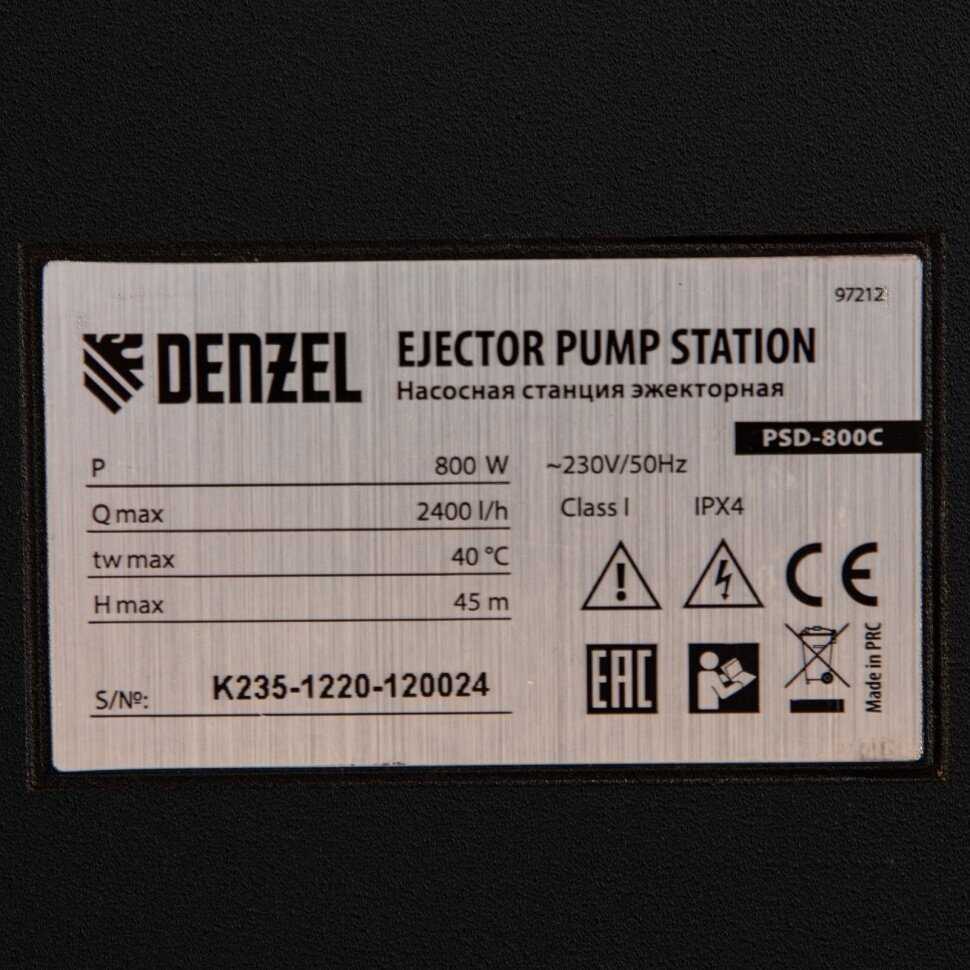 97212
DENZEL
EJECTOR PUMP STATION
Насосная станция эжекторная
PSD-800C
P 800 W
~230V/50Hz
Q max 2400 l/h
Class I IPX4
tw max 40 °C
H max 45 m
CE
EAC
Made in PRC
S/№: K235-1220-120024